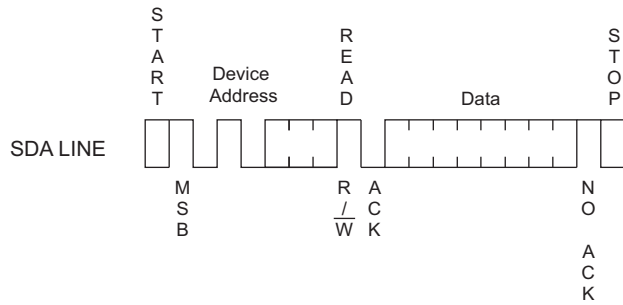 START
Device
Address
READ
Data
STOP
SDA LINE
MSB
R/W
ACK
NO ACK